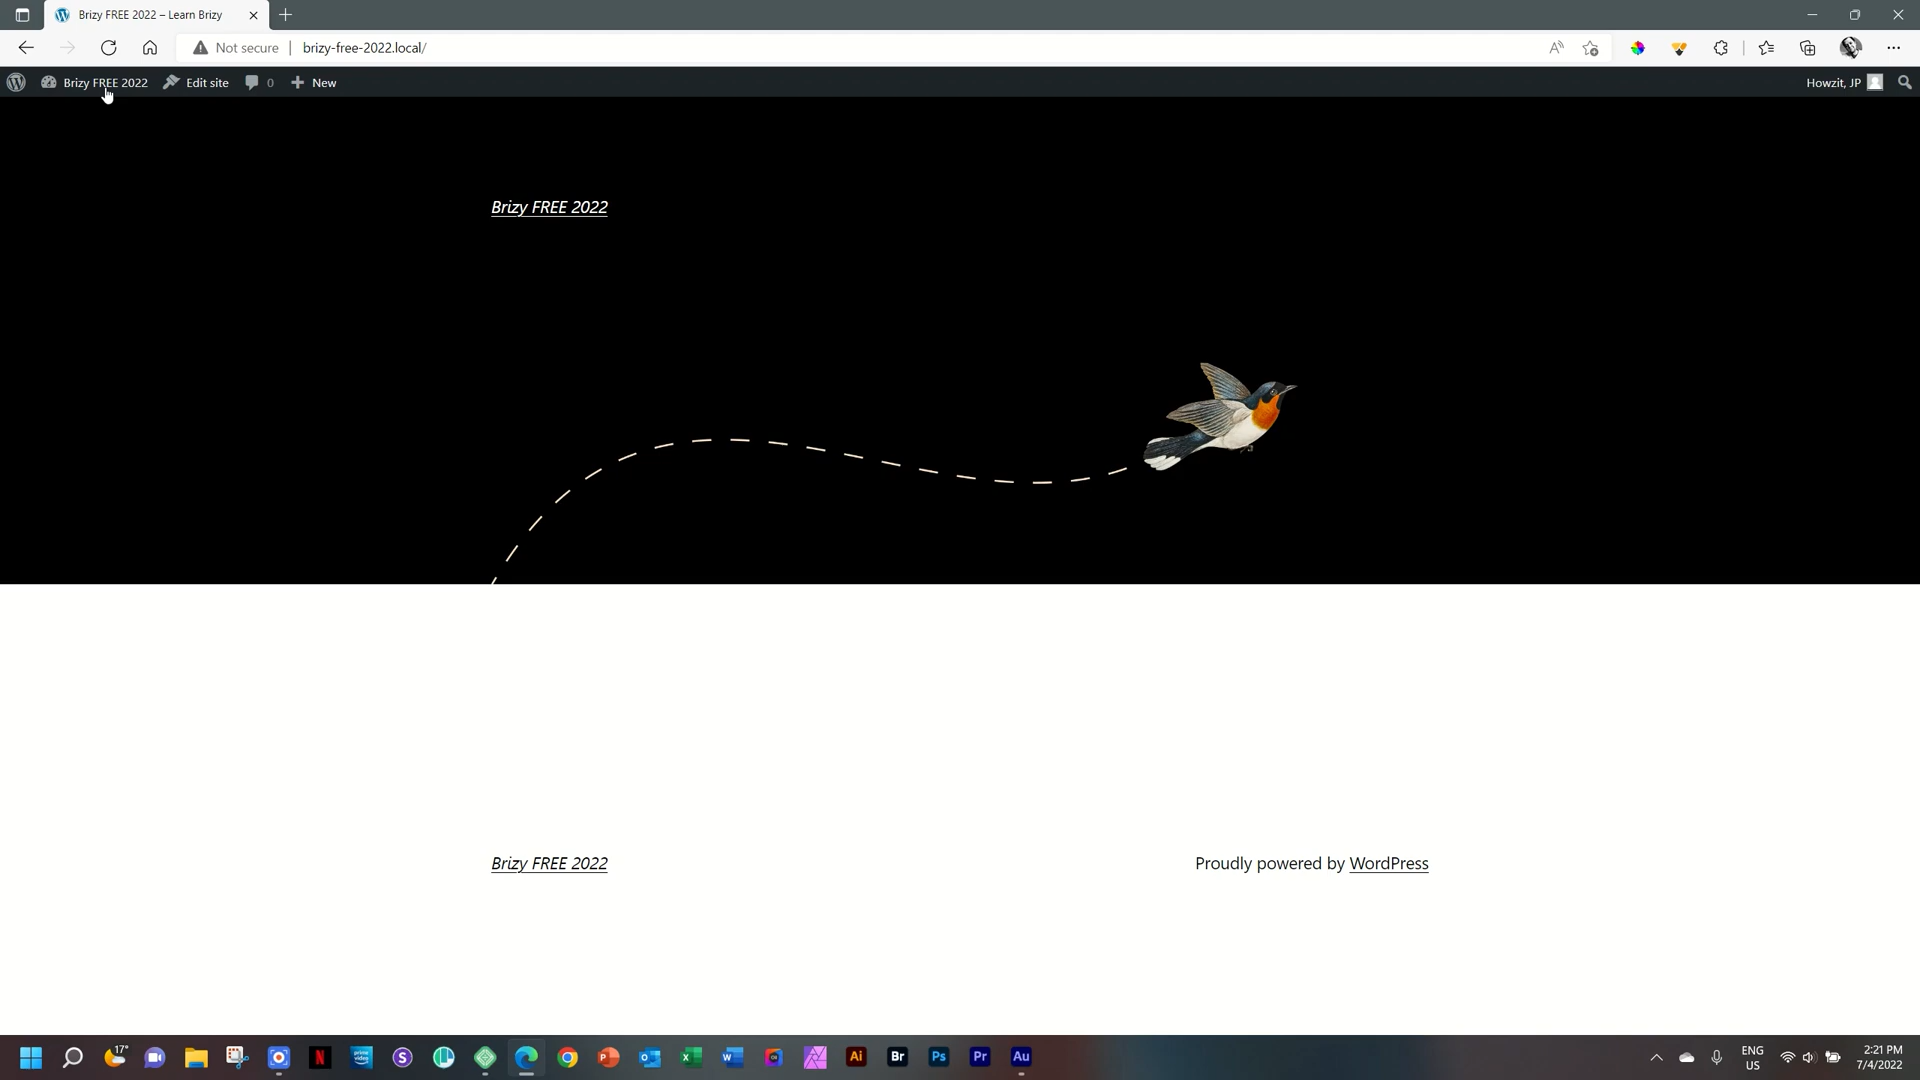 Brizy FREE 2022 – Learn Brizy
Not secure
brizy-free-2022.local/
Brizy FREE 2022
Edit site
0
New
Howzit, JP
Brizy FREE 2022
Brizy FREE 2022
Proudly powered by WordPress
17°
N
prime video
S
P
W
Ai
Br
Ps
Pr
Au
ENG
US
2:21 PM
7/4/2022